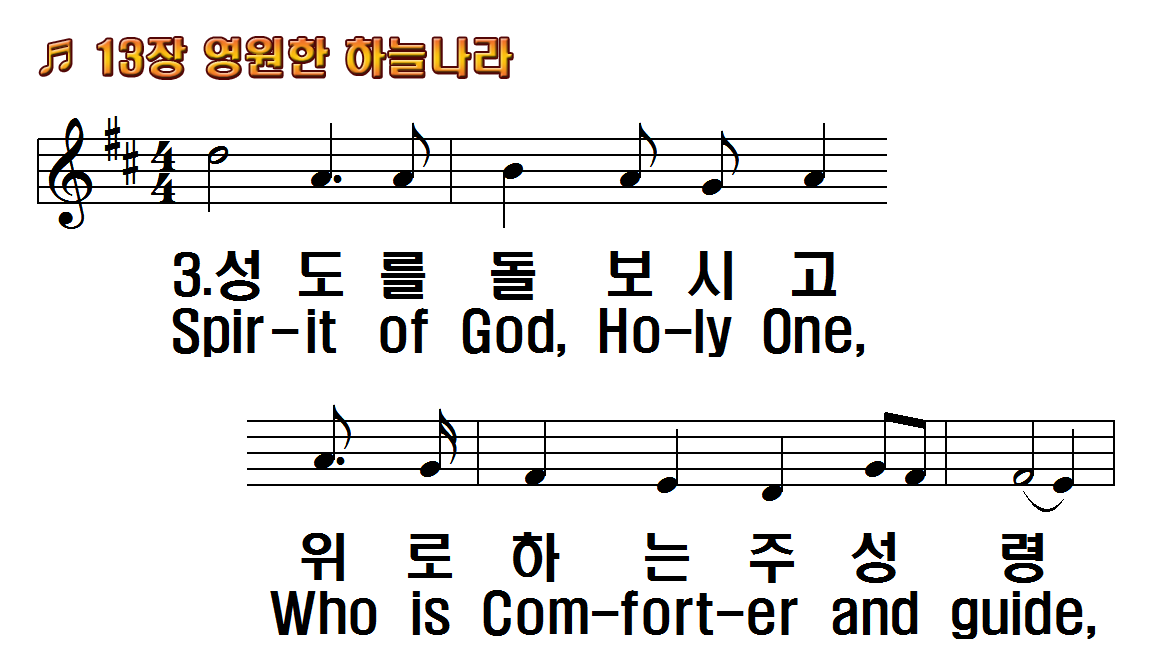 ♬ 13장 영원한 하늘나라
4
4
3.성 도 를 돌 보 시 고
Spir-it of God, Ho-ly One,
위 로 하 는 주 성 령
Who is Com-fort-er and guide,